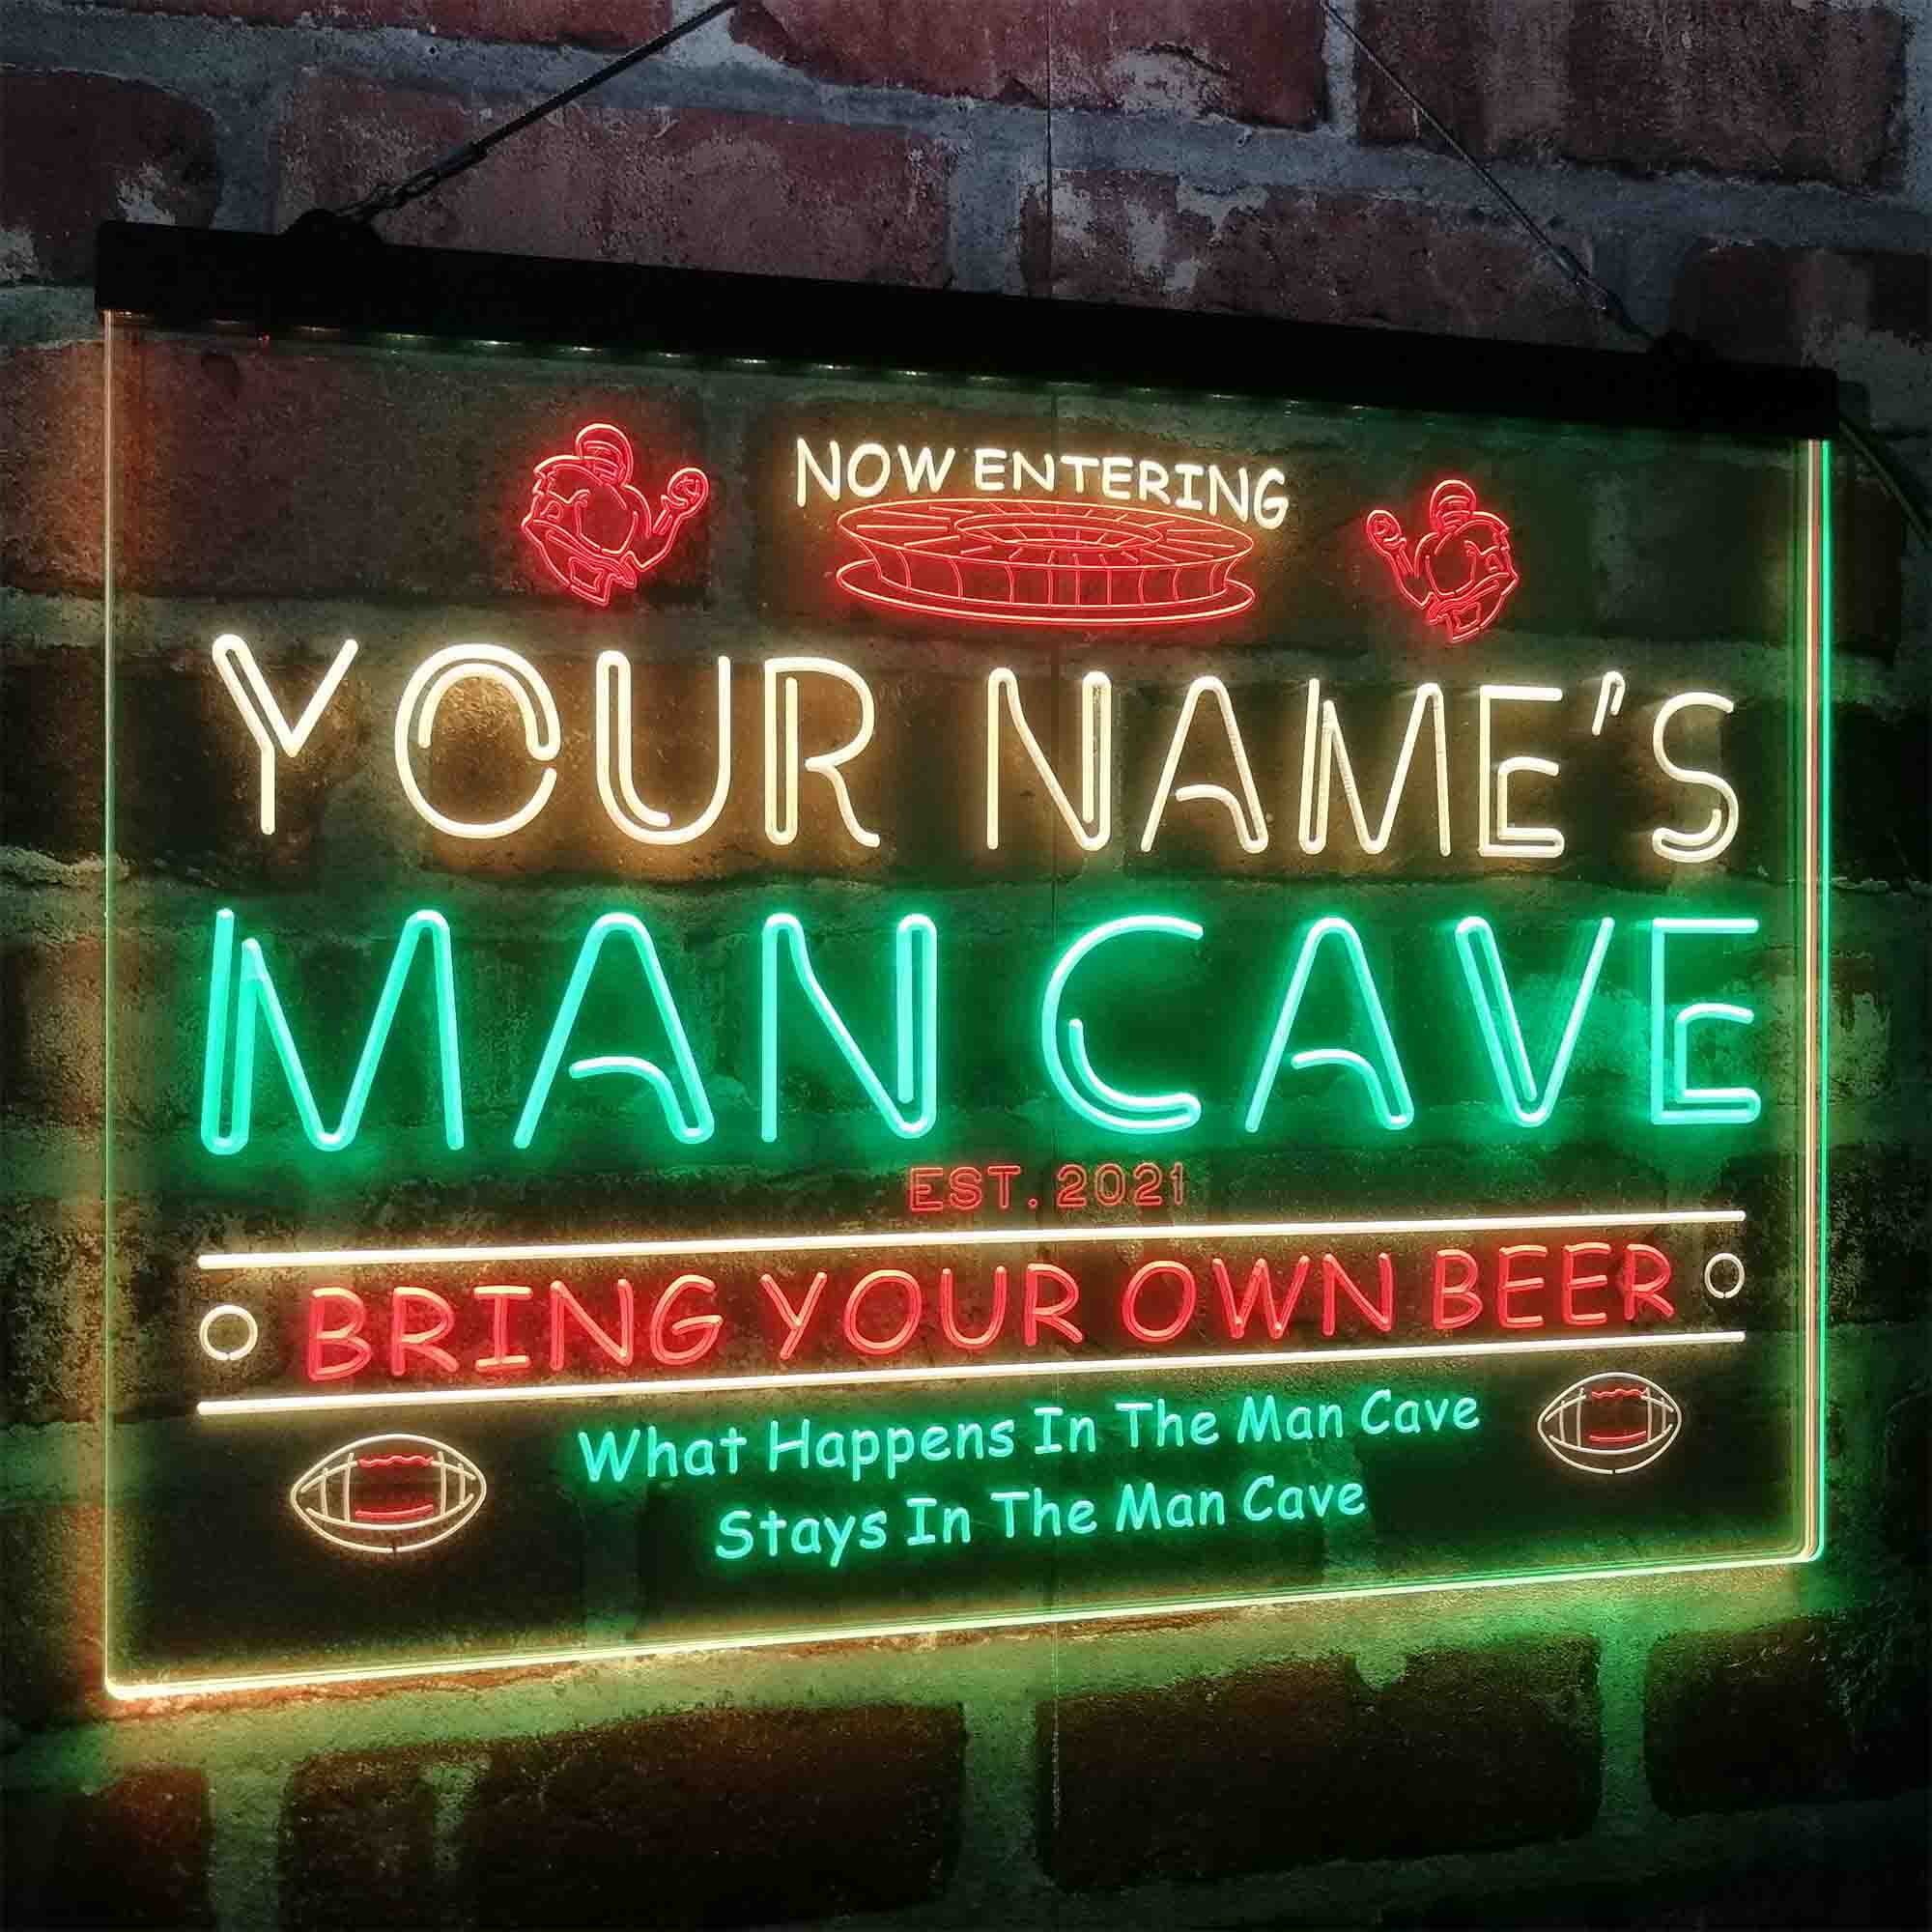 NOW ENTERING
YOUR NAME'S
MAN CAVE
EST. 2021
BRING YOUR OWN BEER
What Happens In The Man Cave
Stays In The Man Cave